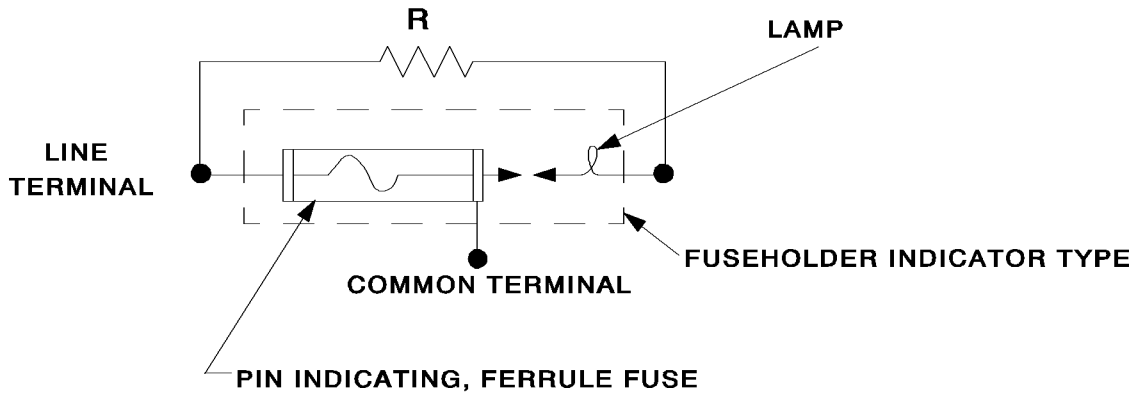 R
LAMP
LINE
TERMINAL
FUSEHOLDER INDICATOR TYPE
COMMON TERMINAL
PIN INDICATING, FERRULE FUSE